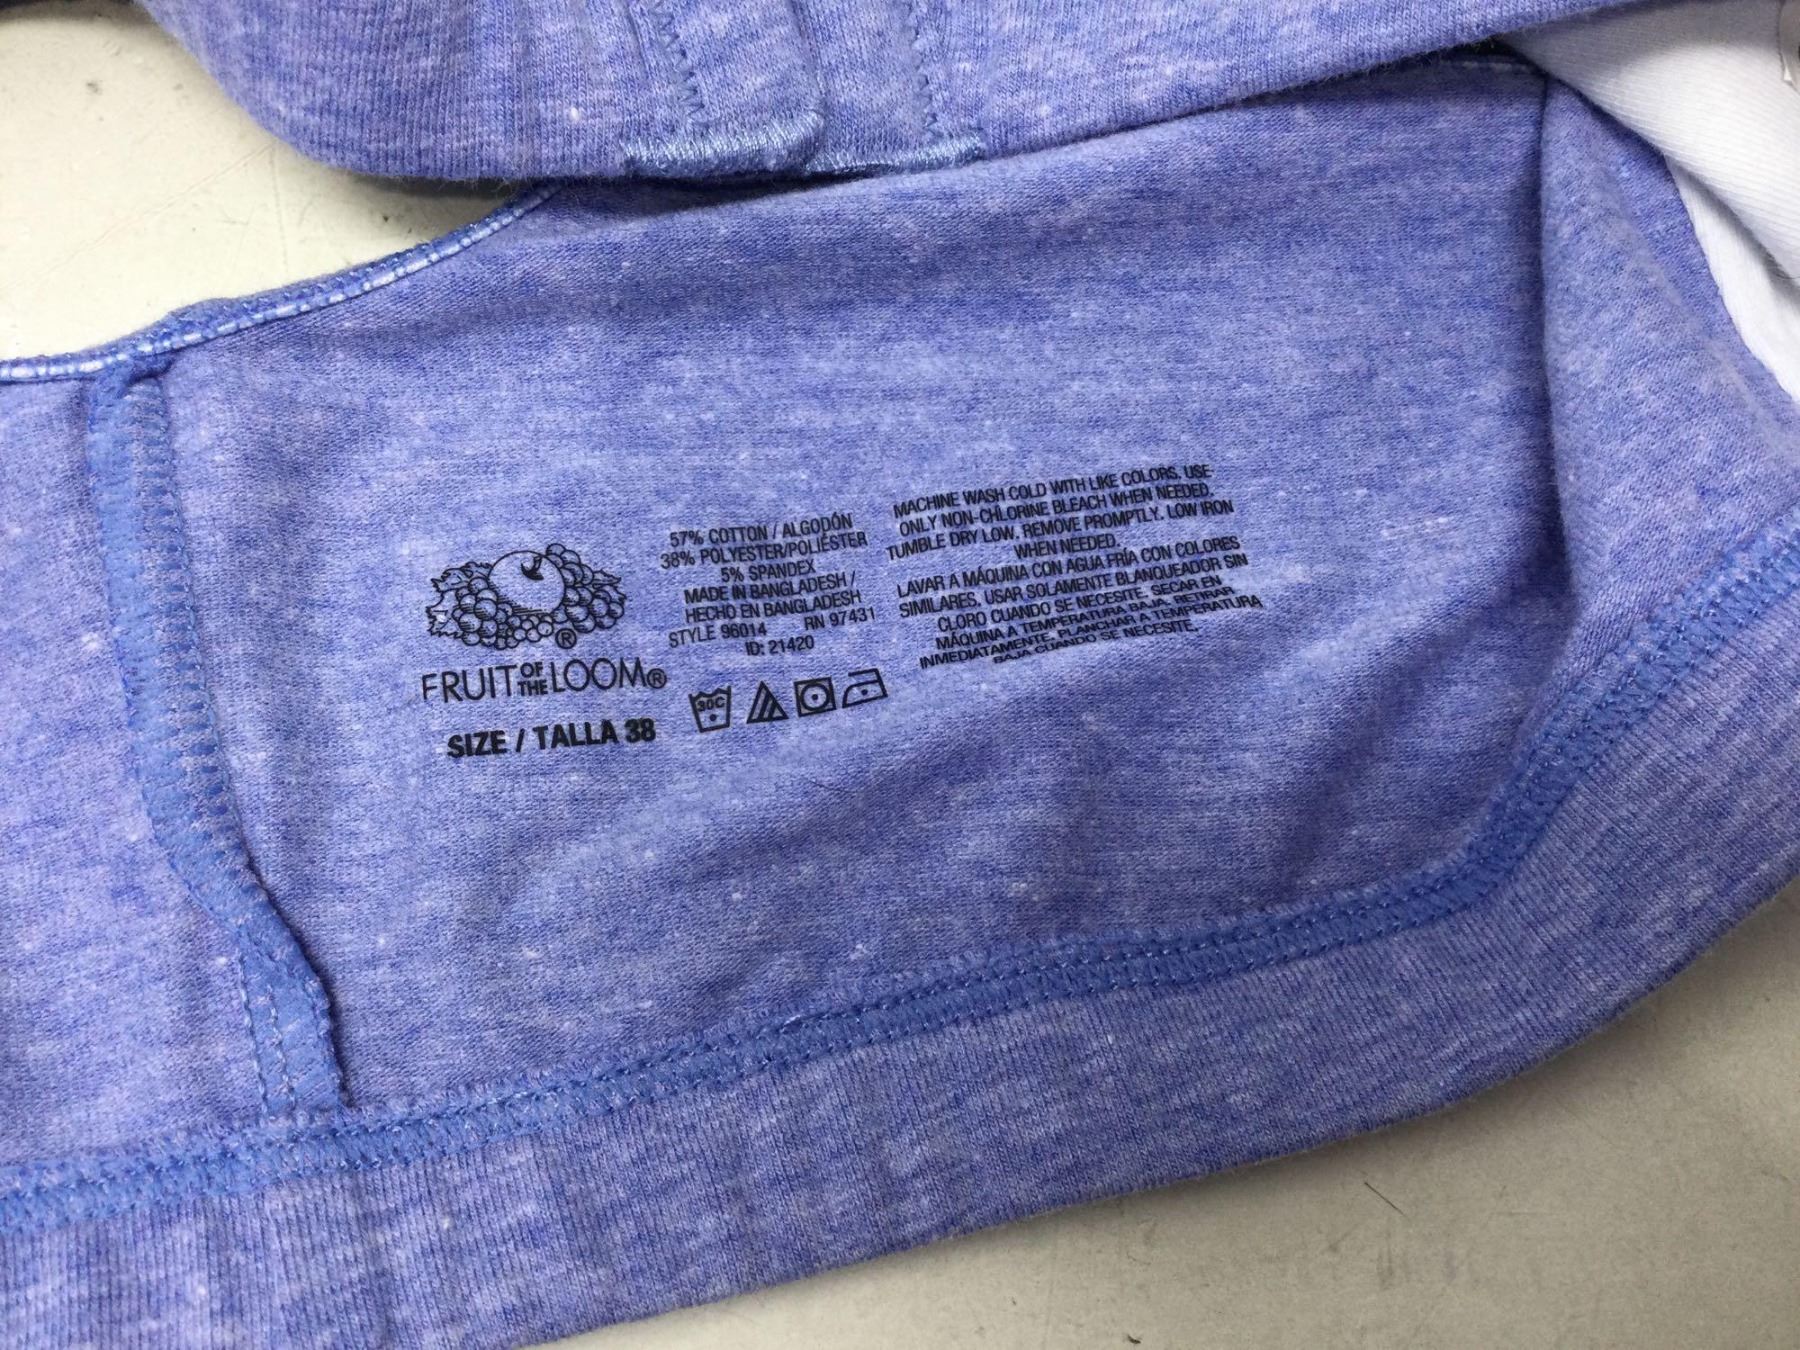 FRUIT OF THE LOOM®
SIZE / TALLA 38
57% COTTON / ALGODÓN
38% POLYESTER/POLIÉSTER
5% SPANDEX
MADE IN BANGLADESH /
HECHO EN BANGLADESH
STYLE 96014 RN 97431
ID: 21420
30C
MACHINE WASH COLD WITH LIKE COLORS. USE
ONLY NON-CHLORINE BLEACH WHEN NEEDED.
TUMBLE DRY LOW. REMOVE PROMPTLY. LOW IRON
WHEN NEEDED.
LAVAR A MÁQUINA CON AGUA FRÍA CON COLORES
SIMILARES. USAR SOLAMENTE BLANQUEADOR SIN
CLORO CUANDO SE NECESITE. SECAR EN
MÁQUINA A TEMPERATURA BAJA. RETIRAR
INMEDIATAMENTE. PLANCHAR A TEMPERATURA
BAJA CUANDO SE NECESITE.